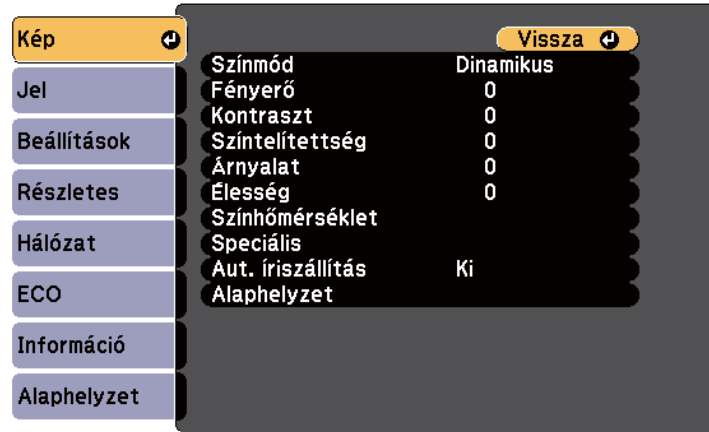 Kép
Jel
Beállítások
Részletes
Hálózat
ECO
Információ
Alaphelyzet
Vissza
Színmód Dinamikus
Fényerő 0
Kontraszt 0
Színtelítettség 0
Árnyalat 0
Élesség 0
Színhőmérséklet
Speciális
Aut. íriszállítás Ki
Alaphelyzet